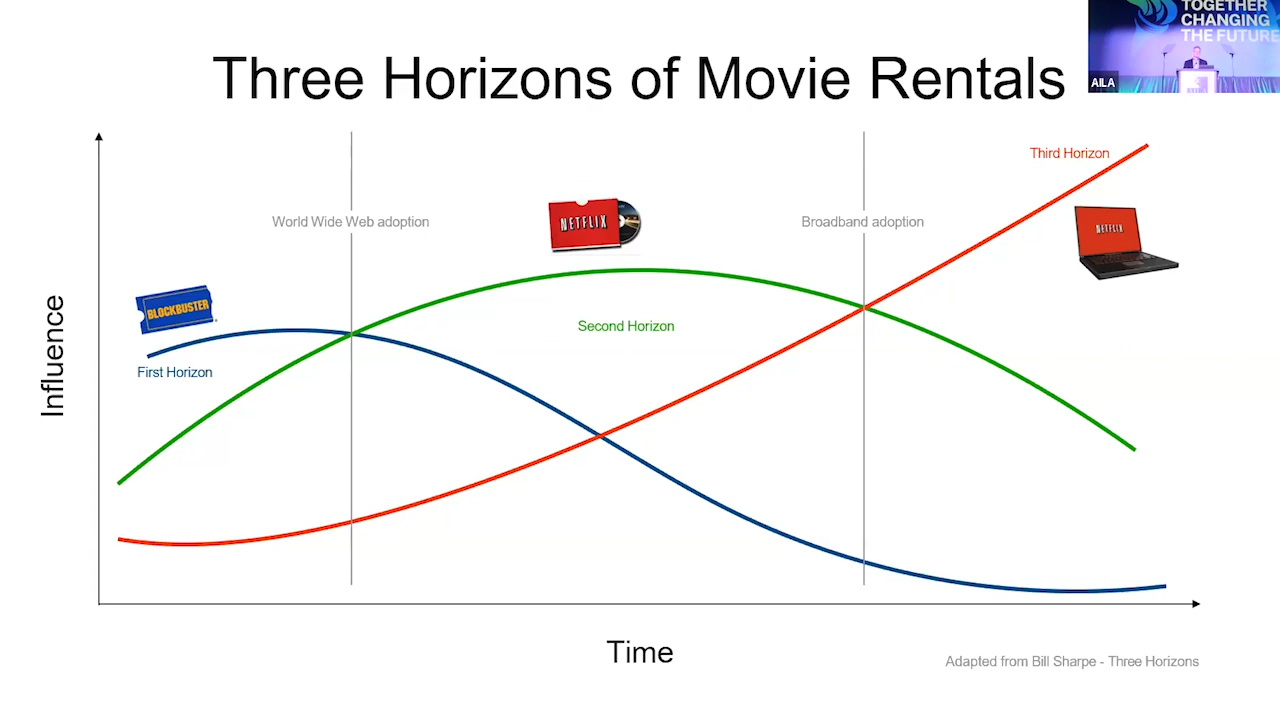 TOGETHER
CHANGING
THE FUTURE
AILA
Three Horizons of Movie Rentals
Third Horizon
World Wide Web adoption
NETFLIX
Broadband adoption
NETFLIX
BLOCKBUSTER
Second Horizon
First Horizon
Influence
Time
Adapted from Bill Sharpe - Three Horizons